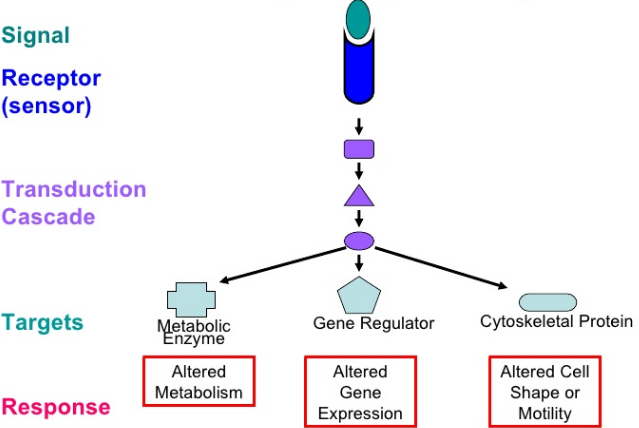 Signal
Receptor
(sensor)
Transduction
Cascade
Targets
Metabolic
Enzyme
Gene Regulator
Cytoskeletal Protein
Response
Altered
Metabolism
Altered
Gene
Expression
Altered Cell
Shape or
Motility